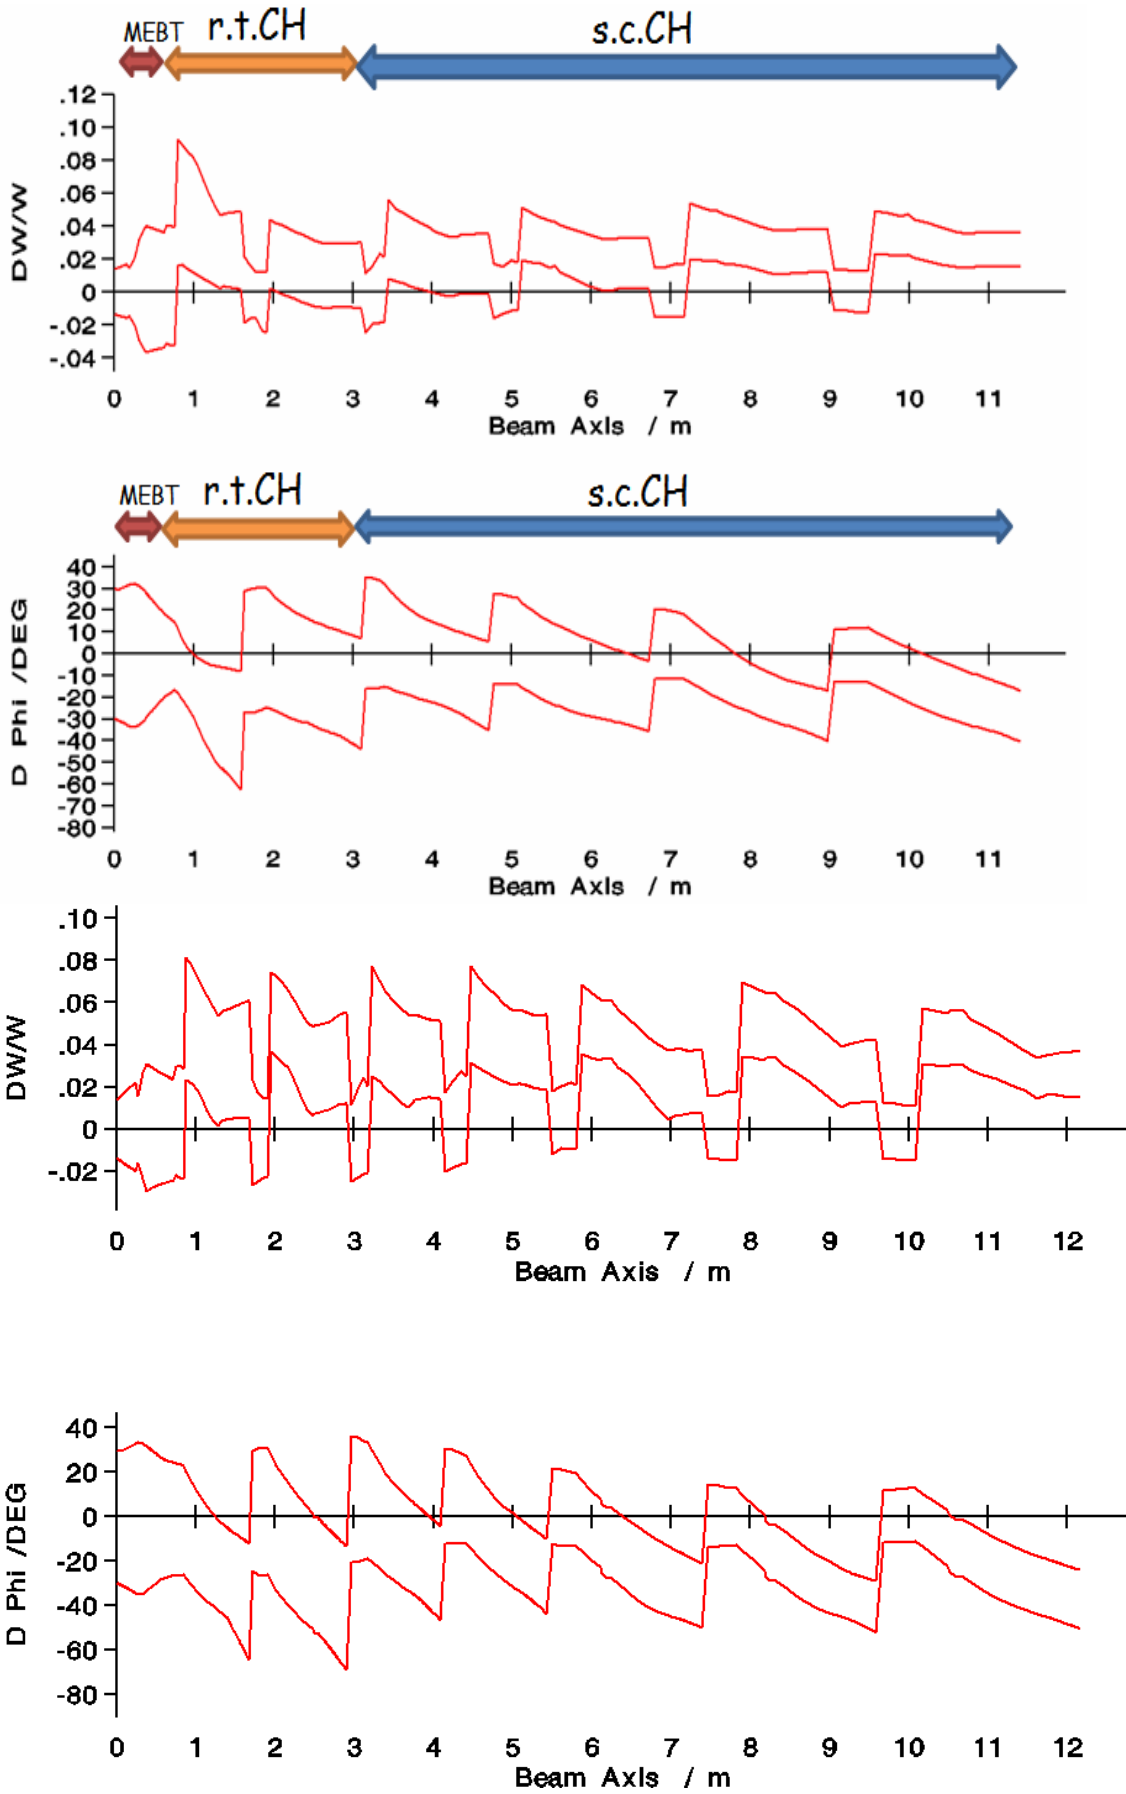 MEBT r.t.CH s.c.CH
.12
.10
.08
.06
.04
.02
0
-.02
-.04
DW/W
0 1 2 3 4 5 6 7 8 9 10 11
Beam AxIs / m
MEBT r.t.CH s.c.CH
40
30
20
10
0
-10
-20
-30
-40
-50
-60
-70
-80
D Phi /DEG
0 1 2 3 4 5 6 7 8 9 10 11
Beam AxIs / m
.10
.08
.06
.04
.02
0
-.02
DW/W
0 1 2 3 4 5 6 7 8 9 10 11 12
Beam Axis / m
40
20
0
-20
-40
-60
-80
D Phi /DEG
0 1 2 3 4 5 6 7 8 9 10 11 12
Beam AxIs / m